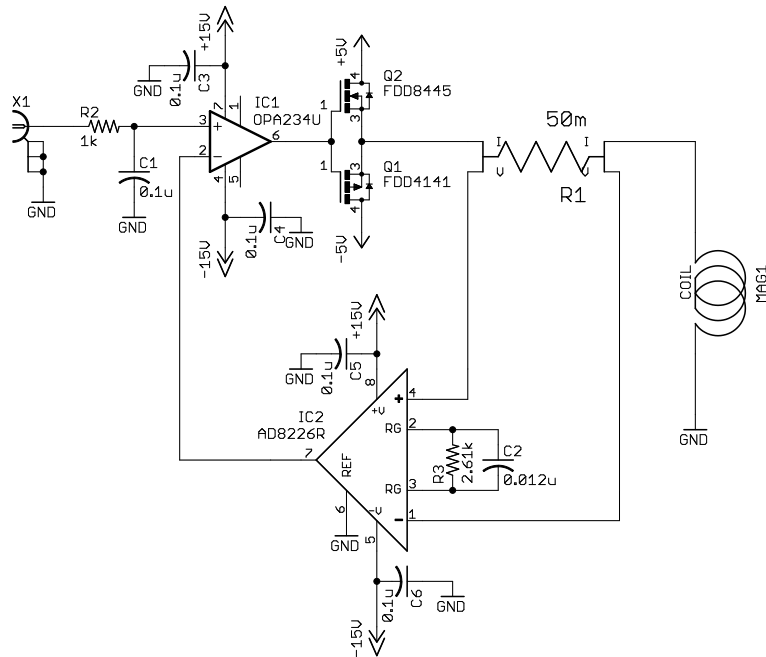 +15V
C3
0.1u
GND
X1
R2
1k
C1
0.1u
GND
GND
IC1
OPA234U
7
1
3
+
2
-
6
4
5
-15V
0.1u
C4
GND
+5V
Q2
FDD8445
4
1
3
Q1
FDD4141
3
1
4
-5V
50m
I
I
V
V
R1
COIL
MAG1
GND
+15V
C5
0.1u
GND
8
IC2
AD8226R
+V
+
4
RG
2
7
REF
R3
2.61k
C2
0.012u
RG
3
-
1
-V
6
GND
5
0.1u
C6
GND
-15V